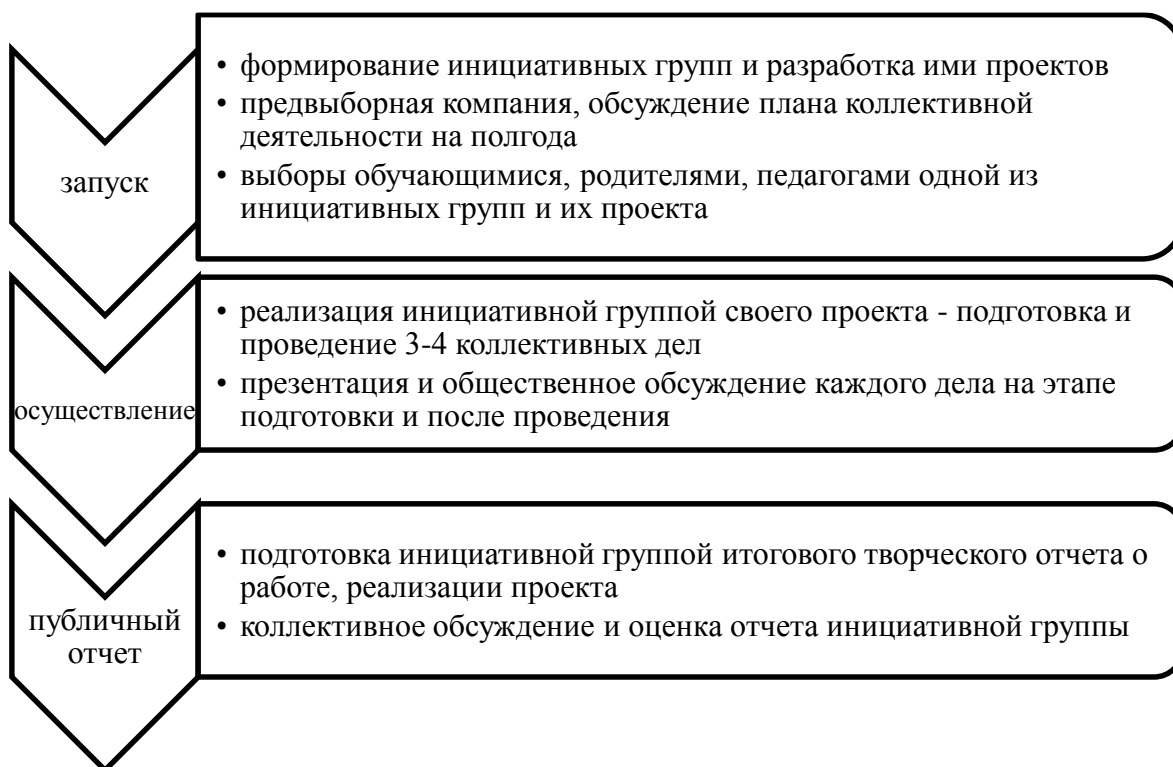 запуск
• формирование инициативных групп и разработка ими проектов
• предвыборная компания, обсуждение плана коллективной
деятельности на полгода
• выборы обучающимися, родителями, педагогами одной из
инициативных групп и их проекта
осуществление
• реализация инициативной группой своего проекта - подготовка и
проведение 3-4 коллективных дел
• презентация и общественное обсуждение каждого дела на этапе
подготовки и после проведения
публичный
отчет
• подготовка инициативной группой итогового творческого отчета о
работе, реализации проекта
• коллективное обсуждение и оценка отчета инициативной группы